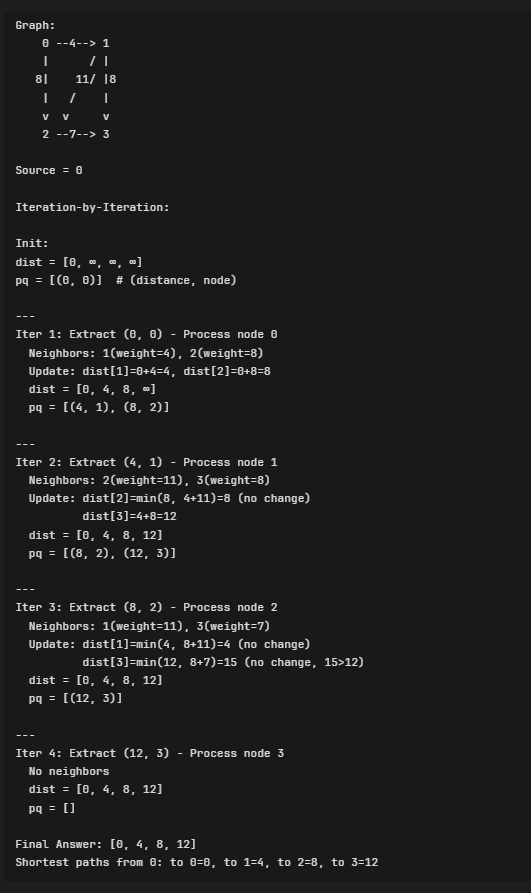 Graph:
    0 --4--> 1
    |      / |
   8|    11/ |8
    |   /    |
    v  v     v
    2 --7--> 3

Source = 0

Iteration-by-Iteration:

Init:
dist = [0, ∞, ∞, ∞]
pq = [(0, 0)]  # (distance, node)

---
Iter 1: Extract (0, 0) - Process node 0
  Neighbors: 1(weight=4), 2(weight=8)
  Update: dist[1]=0+4=4, dist[2]=0+8=8
  dist = [0, 4, 8, ∞]
  pq = [(4, 1), (8, 2)]

---
Iter 2: Extract (4, 1) - Process node 1
  Neighbors: 2(weight=11), 3(weight=8)
  Update: dist[2]=min(8, 4+11)=8 (no change)
          dist[3]=4+8=12
  dist = [0, 4, 8, 12]
  pq = [(8, 2), (12, 3)]

---
Iter 3: Extract (8, 2) - Process node 2
  Neighbors: 1(weight=11), 3(weight=7)
  Update: dist[1]=min(4, 8+11)=4 (no change)
          dist[3]=min(12, 8+7)=15 (no change, 15>12)
  dist = [0, 4, 8, 12]
  pq = [(12, 3)]

---
Iter 4: Extract (12, 3) - Process node 3
  No neighbors
  dist = [0, 4, 8, 12]
  pq = []

Final Answer: [0, 4, 8, 12]
Shortest paths from 0: to 0=0, to 1=4, to 2=8, to 3=12